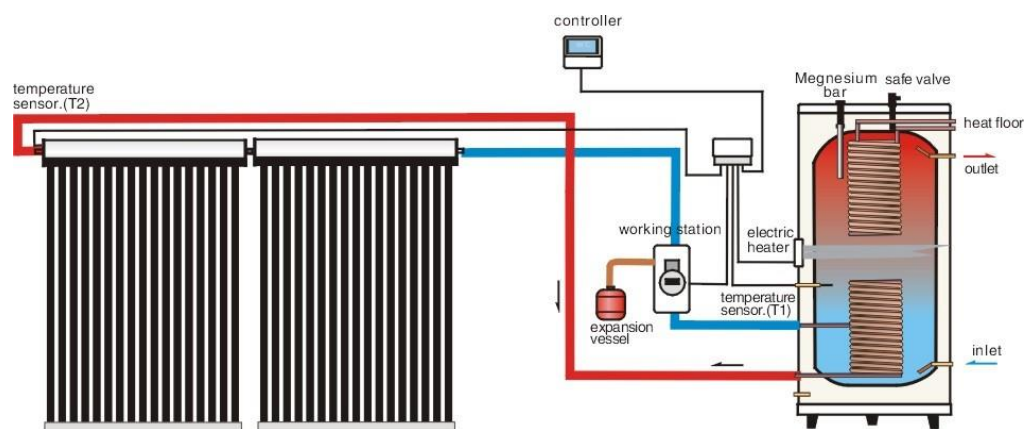 controller
temperature
sensor.(T2)
Megnesium
bar
safe valve
heat floor
outlet
working station
electric
heater
temperature
sensor.(T1)
expansion
vessel
inlet